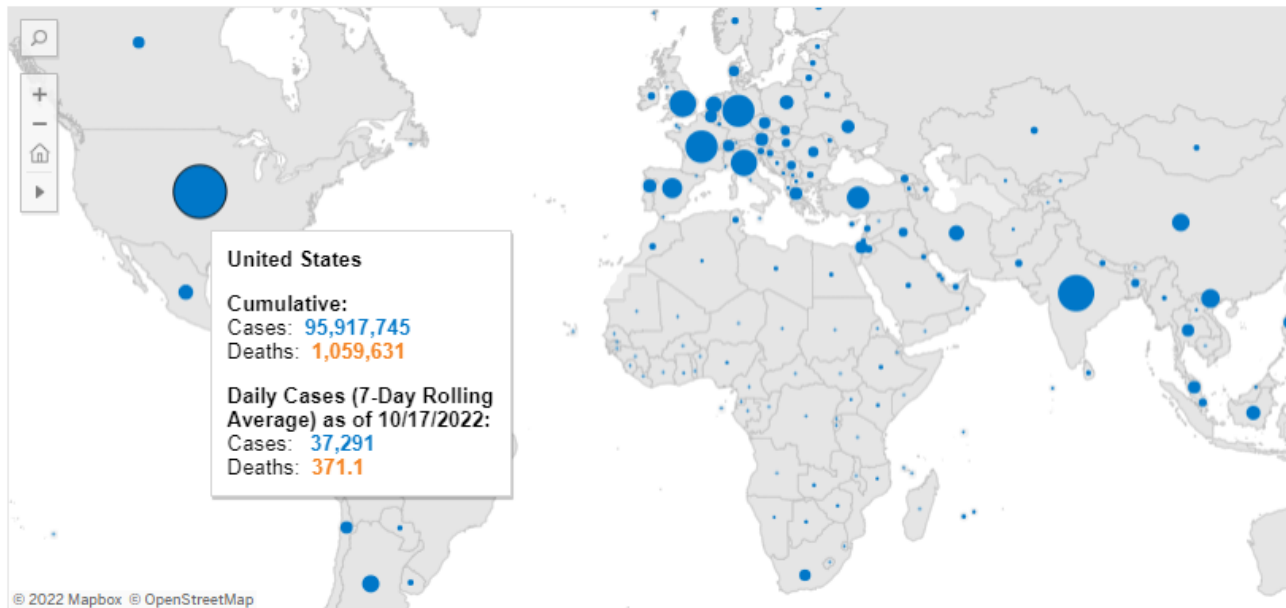 United States
Cumulative:
Cases: 95,917,745
Deaths: 1,059,631
Daily Cases (7-Day Rolling
Average) as of 10/17/2022:
Cases: 37,291
Deaths: 371.1
© 2022 Mapbox © OpenStreetMap